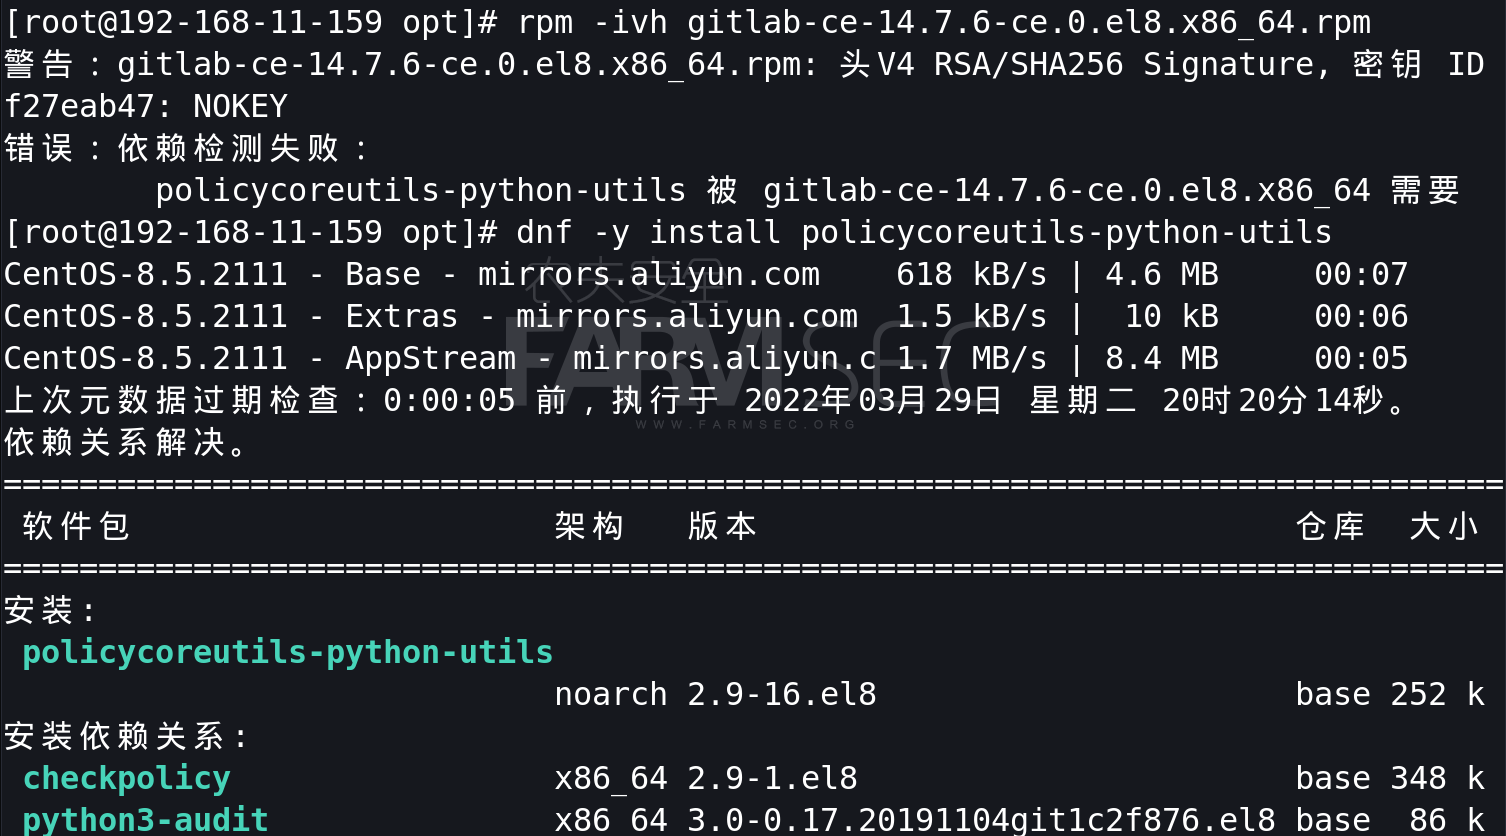 [root@192-168-11-159 opt]# rpm -ivh gitlab-ce-14.7.6-ce.0.el8.x86_64.rpm
警告：gitlab-ce-14.7.6-ce.0.el8.x86_64.rpm: 头V4 RSA/SHA256 Signature, 密钥 ID
f27eab47: NOKEY
错误：依赖检测失败：
policycoreutils-python-utils 被 gitlab-ce-14.7.6-ce.0.el8.x86_64 需要
[root@192-168-11-159 opt]# dnf -y install policycoreutils-python-utils
CentOS-8.5.2111 - Base - mirrors.aliyun.com 618 kB/s | 4.6 MB 00:07
农夫安全
CentOS-8.5.2111 - Extras - mirrors.aliyun.com 1.5 kB/s | 10 kB 00:06
CentOS-8.5.2111 - AppStream - mirrors.aliyun.c 1.7 MB/s | 8.4 MB 00:05
FARMSEC
上次元数据过期检查：0:00:05 前，执行于 2022年03月29日 星期二 20时20分14秒。
WWW.FARMSEC.ORG
依赖关系解决。
================================================================================
软件包 架构 版本 仓库 大小
================================================================================
安装:
policycoreutils-python-utils
noarch 2.9-16.el8 base 252 k
安装依赖关系:
checkpolicy x86_64 2.9-1.el8 base 348 k
python3-audit x86_64 3.0-0.17.20191104git1c2f876.el8 base 86 k